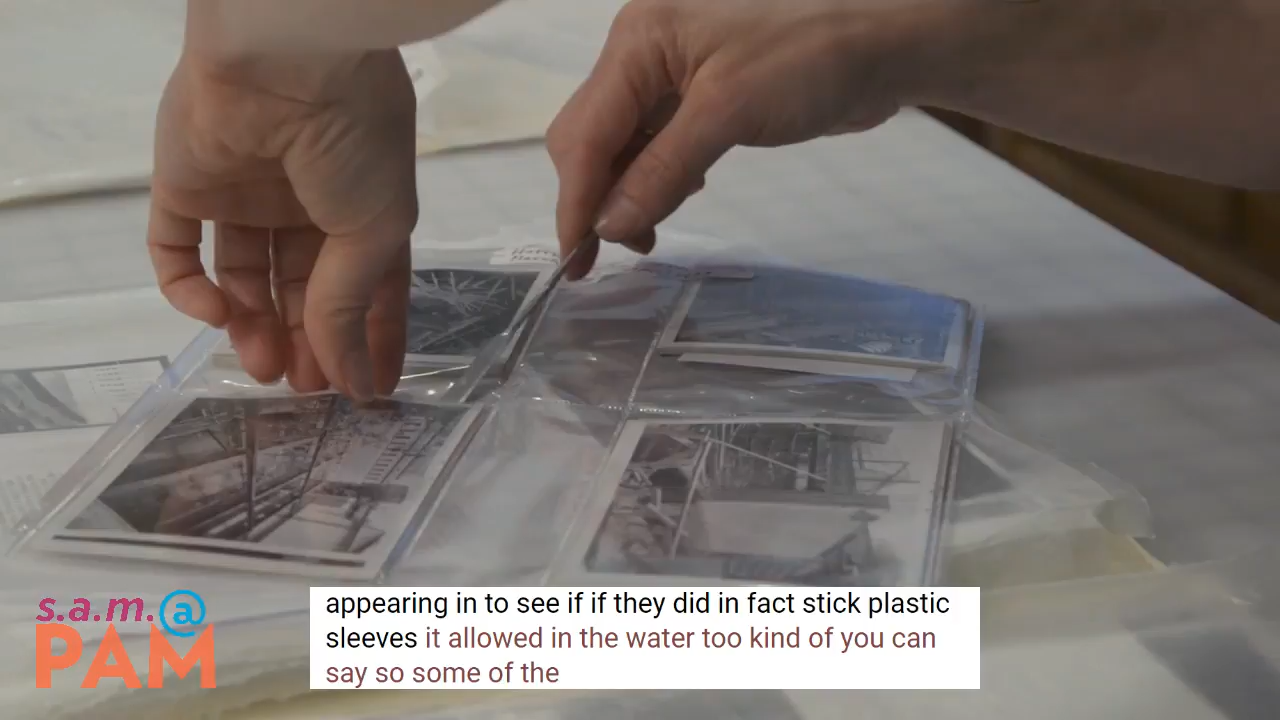 s.a.m.@
PAM
appearing in to see if if they did in fact stick plastic
sleeves it allowed in the water too kind of you can
say so some of the